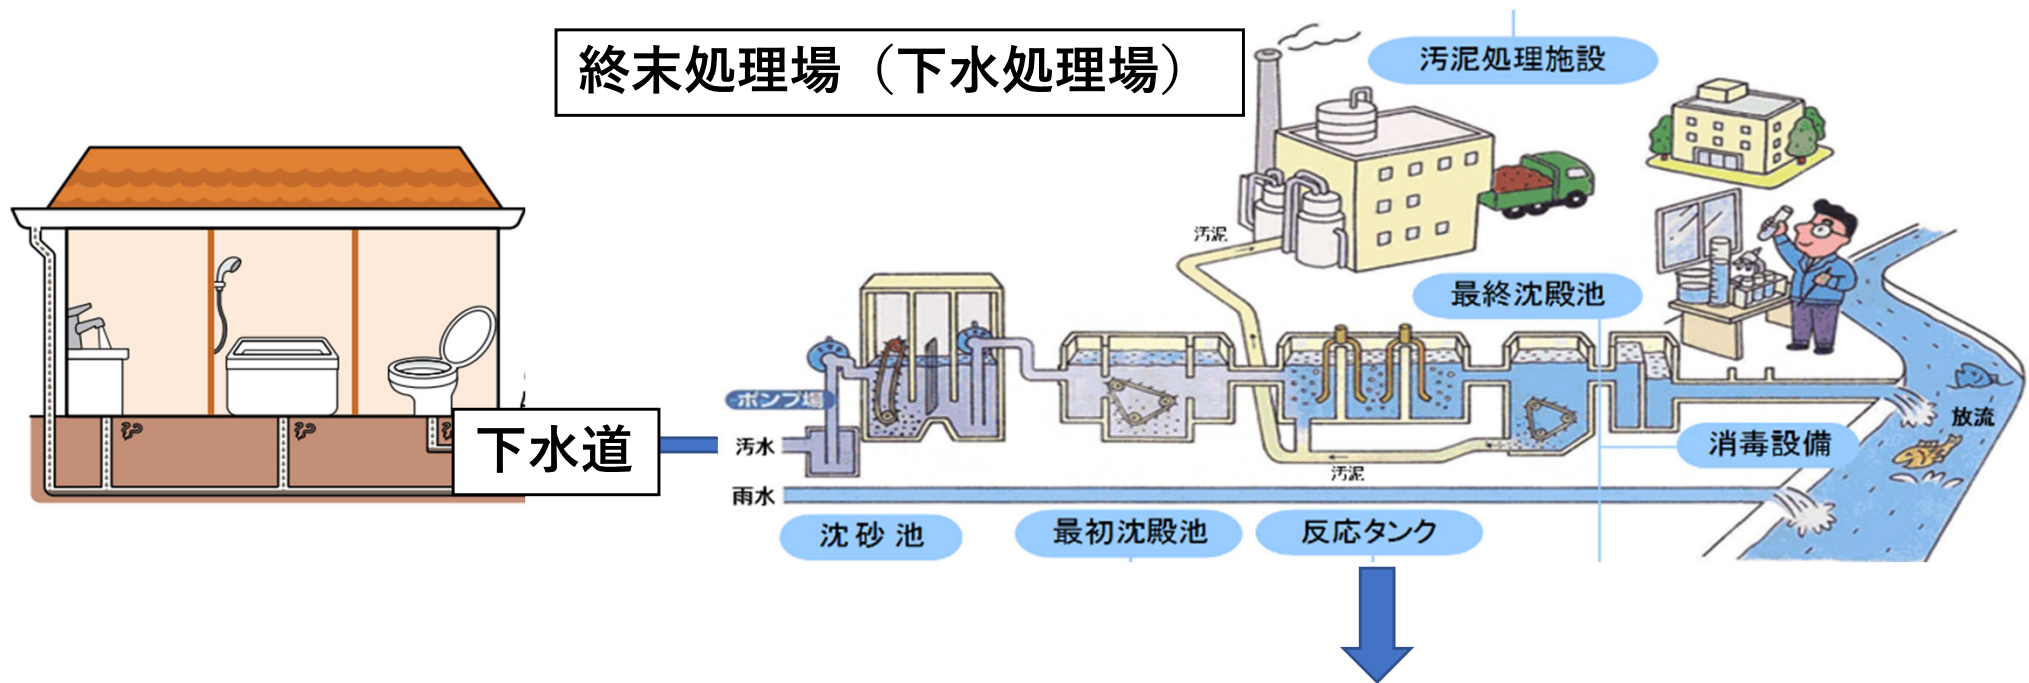 終末処理場（下水処理場）
汚泥処理施設
汚泥
最終沈殿池
ポンプ場
下水道
汚水
汚泥
放流
消毒設備
雨水
沈砂池
最初沈殿池
反応タンク